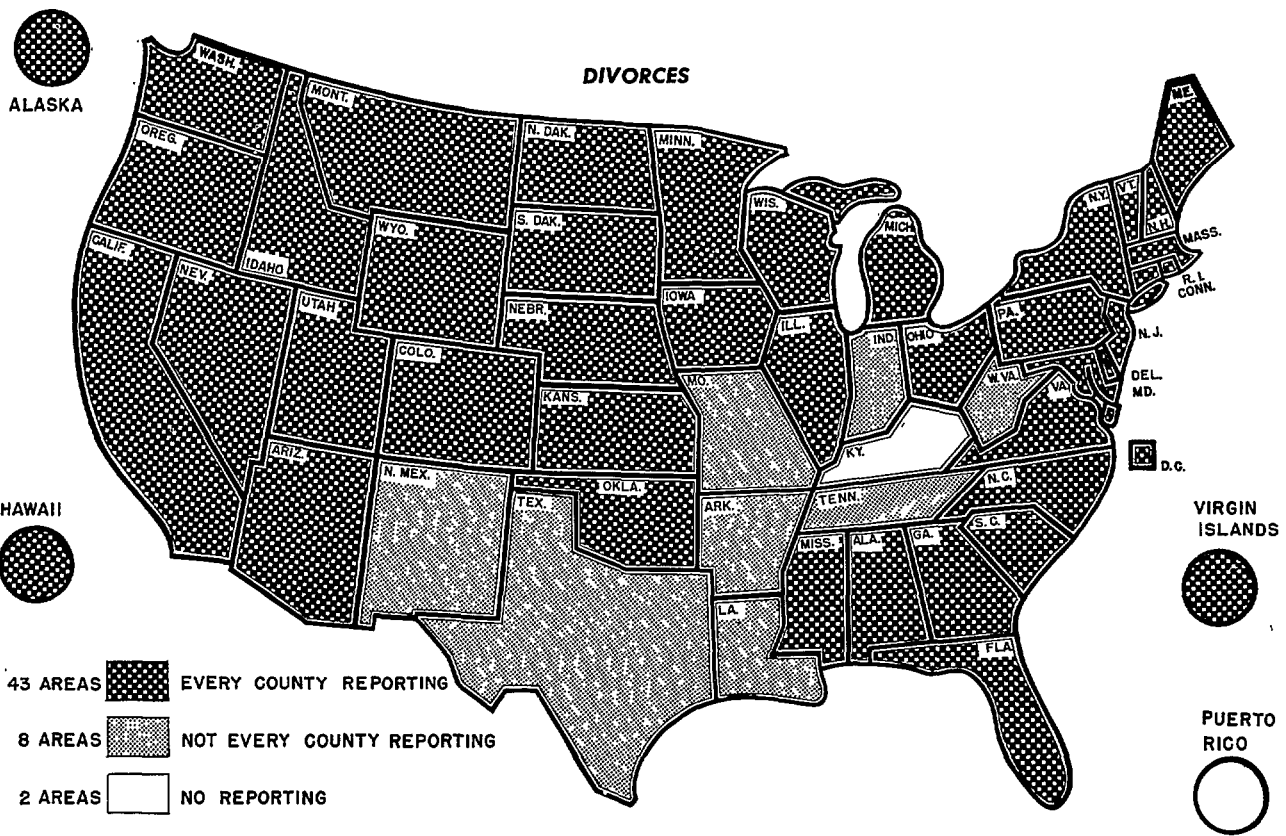 DIVORCES
ALASKA
WASH.
MONT.
N. DAK.
MINN.
ME.
OREG.
IDAHO
WYO.
S. DAK.
WIS.
MICH
N.Y.
VT.
N.H.
MASS.
R.I.
CONN.
CALIF.
NEV.
UTAH
COLO.
NEBR.
IOWA
ILL.
IND.
OHIO
PA.
N.J.
DEL.
MD.
W.VA.
VA.
D.C.
KANS.
MO.
KY.
ARIZ.
N. MEX.
TEX.
OKLA.
ARK.
TENN.
N.C.
S.C.
MISS.
ALA.
GA.
LA.
FLA.
HAWAII
VIRGIN
ISLANDS
PUERTO
RICO
43 AREAS EVERY COUNTY REPORTING
8 AREAS NOT EVERY COUNTY REPORTING
2 AREAS NO REPORTING